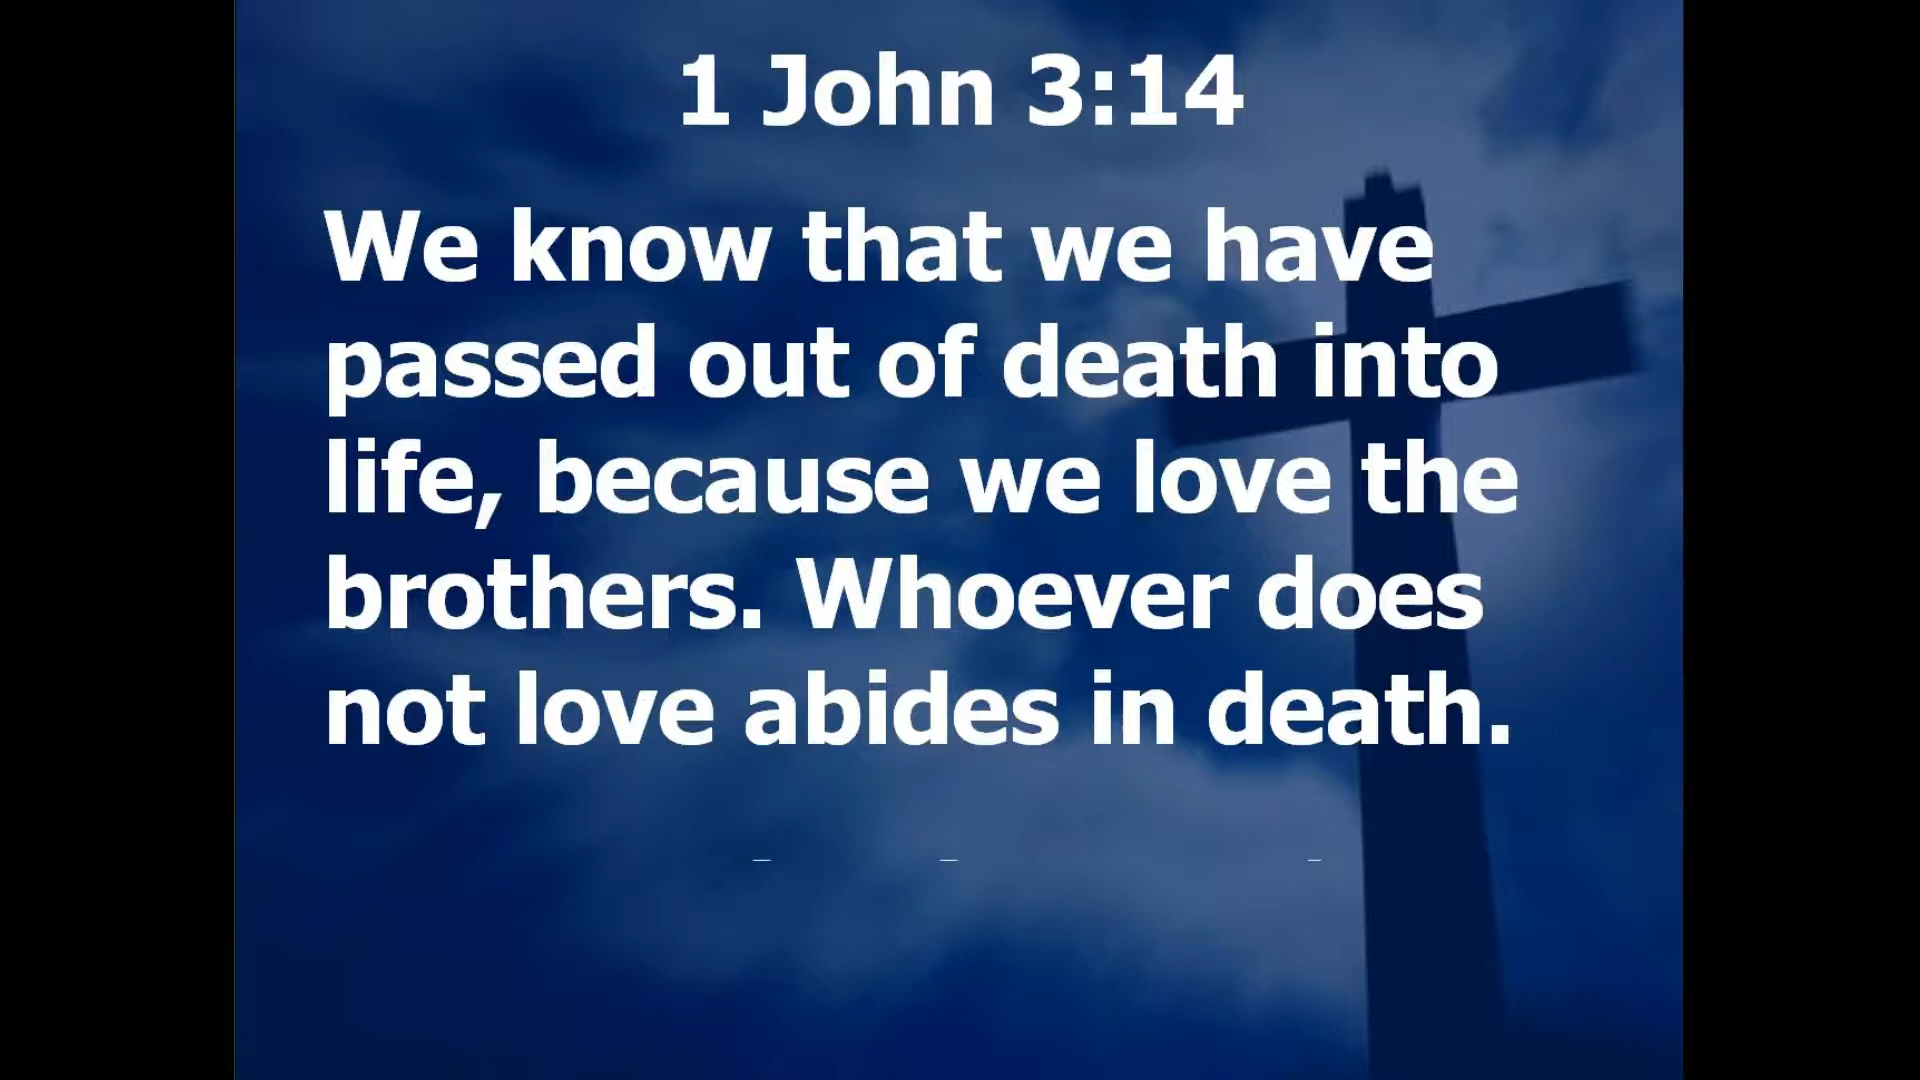 1 John 3:14
We know that we have
passed out of death into
life, because we love the
brothers. Whoever does
not love abides in death.